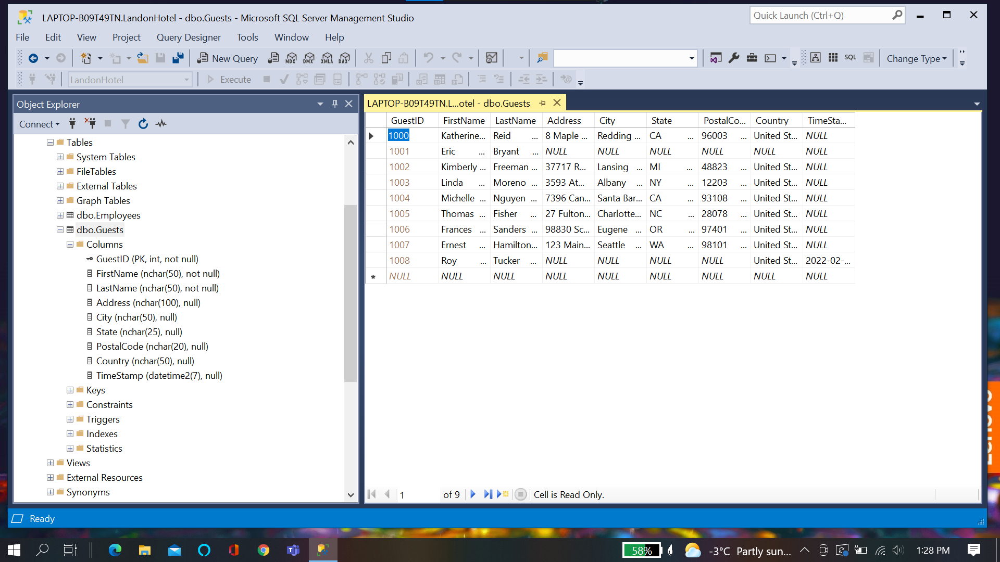 LAPTOP-B09T49TN.LandonHotel - dbo.Guests - Microsoft SQL Server Management Studio
Quick Launch (Ctrl+Q)
File Edit View Project Query Designer Tools Window Help
New Query MDX DMX XMLA DAX SQL Change Type
LandonHotel Execute
Object Explorer
Connect
Tables
System Tables
FileTables
External Tables
Graph Tables
dbo.Employees
dbo.Guests
Columns
GuestID (PK, int, not null)
FirstName (nchar(50), not null)
LastName (nchar(50), not null)
Address (nchar(100), null)
City (nchar(50), null)
State (nchar(25), null)
PostalCode (nchar(20), null)
Country (nchar(50), null)
TimeStamp (datetime2(7), null)
Keys
Constraints
Triggers
Indexes
Statistics
Views
External Resources
Synonyms
LAPTOP-B09T49TN.L...otel - dbo.Guests
GuestID FirstName LastName Address City State PostalCo... Country TimeSta...
1000 Katherine... Reid ... 8 Maple ... Redding ... CA ... 96003 ... United St... NULL
1001 Eric ... Bryant ... NULL NULL NULL NULL NULL NULL
1002 Kimberly ... Freeman ... 37717 R... Lansing ... MI ... 48823 ... United St... NULL
1003 Linda ... Moreno ... 3593 At... Albany ... NY ... 12203 ... United St... NULL
1004 Michelle ... Nguyen ... 7396 Can... Santa Bar... CA ... 93108 ... United St... NULL
1005 Thomas ... Fisher ... 27 Fulton... Charlotte... NC ... 28078 ... United St... NULL
1006 Frances ... Sanders ... 98830 Sc... Eugene ... OR ... 97401 ... United St... NULL
1007 Ernest ... Hamilton... 123 Main... Seattle ... WA ... 98101 ... United St... NULL
1008 Roy ... Tucker ... NULL NULL NULL NULL United St... 2022-02-...
NULL NULL NULL NULL NULL NULL NULL NULL NULL
1 of 9 Cell is Read Only.
Ready
Lenovo
58% -3°C Partly sun... 1:28 PM